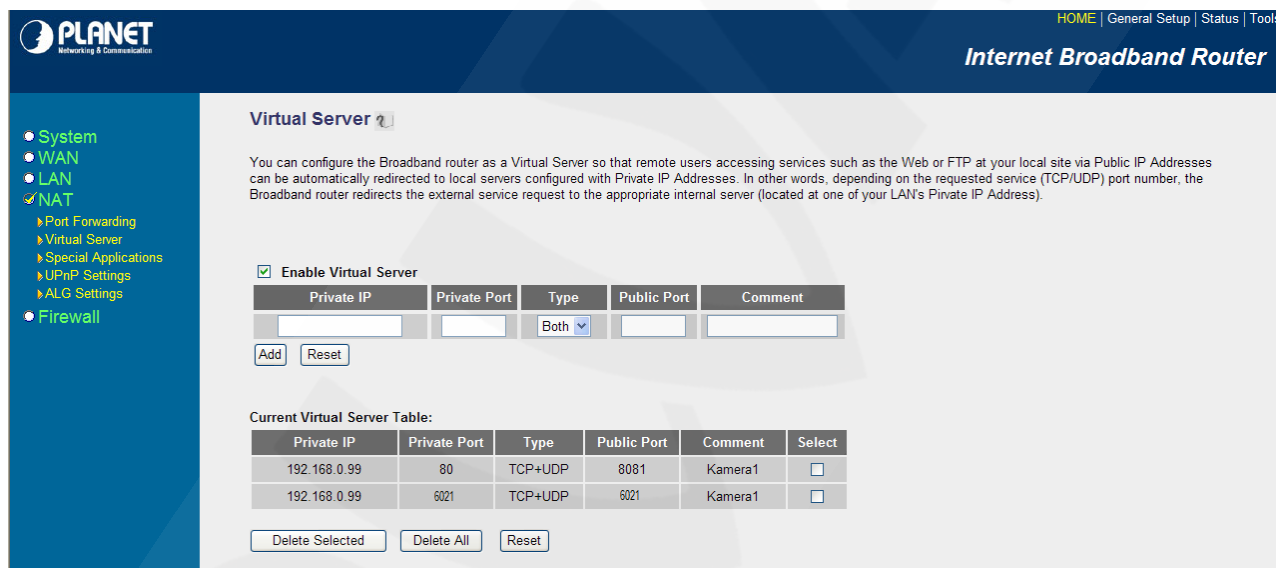 PLANET
Networking & Communication
HOME | General Setup | Status | Tools
Internet Broadband Router
System
WAN
LAN
NAT
Port Forwarding
Virtual Server
Special Applications
UPnP Settings
ALG Settings
Firewall
Virtual Server
You can configure the Broadband router as a Virtual Server so that remote users accessing services such as the Web or FTP at your local site via Public IP Addresses
can be automatically redirected to local servers configured with Private IP Addresses. In other words, depending on the requested service (TCP/UDP) port number, the
Broadband router redirects the external service request to the appropriate internal server (located at one of your LAN's Pivate IP Address).
Enable Virtual Server
Private IP Private Port Type Public Port Comment
Both
Add Reset
Current Virtual Server Table:
Private IP Private Port Type Public Port Comment Select
192.168.0.99 80 TCP+UDP 8081 Kamera1
192.168.0.99 6021 TCP+UDP 6021 Kamera1
Delete Selected Delete All Reset